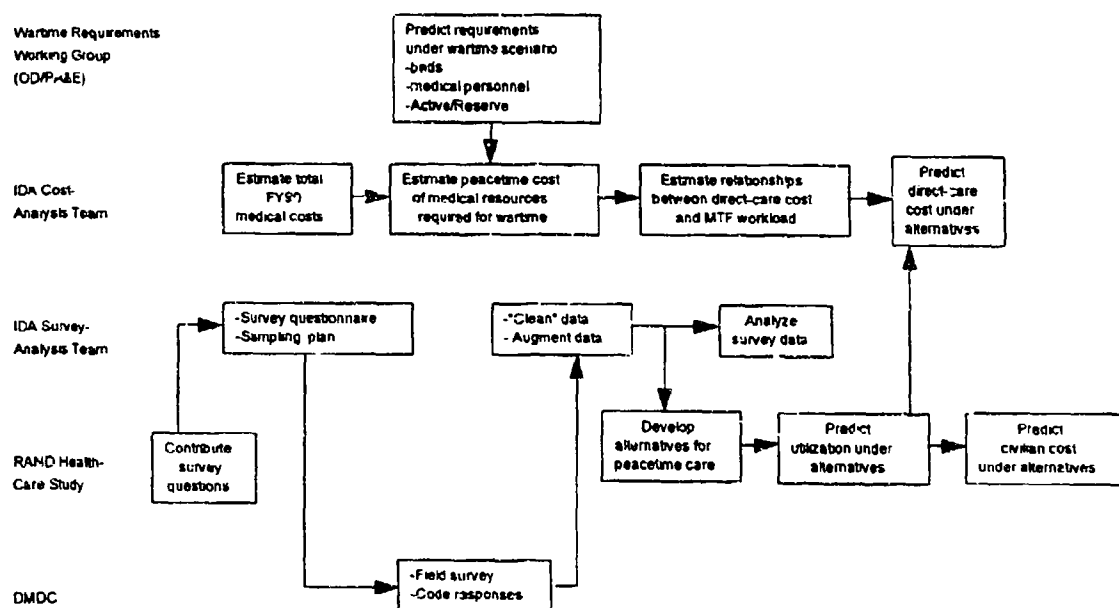 Wartime Requirements
Working Group
(OD/PA&E)
Predict requirements
under wartime scenario
-beds
-medical personnel
-Active/Reserve
IDA Cost-
Analysis Team
Estimate total
medical costs
Estimate peacetime cost
of medical resources
required for wartime
Estimate relationships
between direct-care cost
and MTF workload
Predict
direct-care
cost under
alternatives
IDA Survey-
Analysis Team
-Survey questionnaire
-Sampling plan
-"Clean" data
- Augment data
Analyze
survey data
RAND Health-
Care Study
Contribute
survey
questions
Develop
alternatives for
peacetime care
Predict
utilization under
alternatives
Predict
civilian cost
under alternatives
DMDC
-Field survey
-Code responses